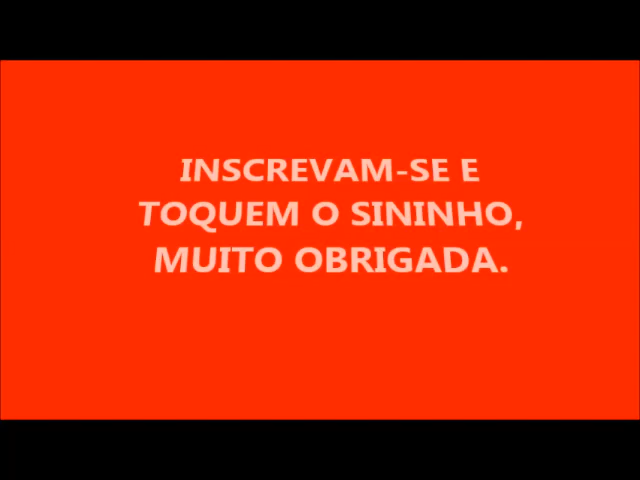 INSCREVAM-SE E
TOQUEM O SININHO,
MUITO OBRIGADA.